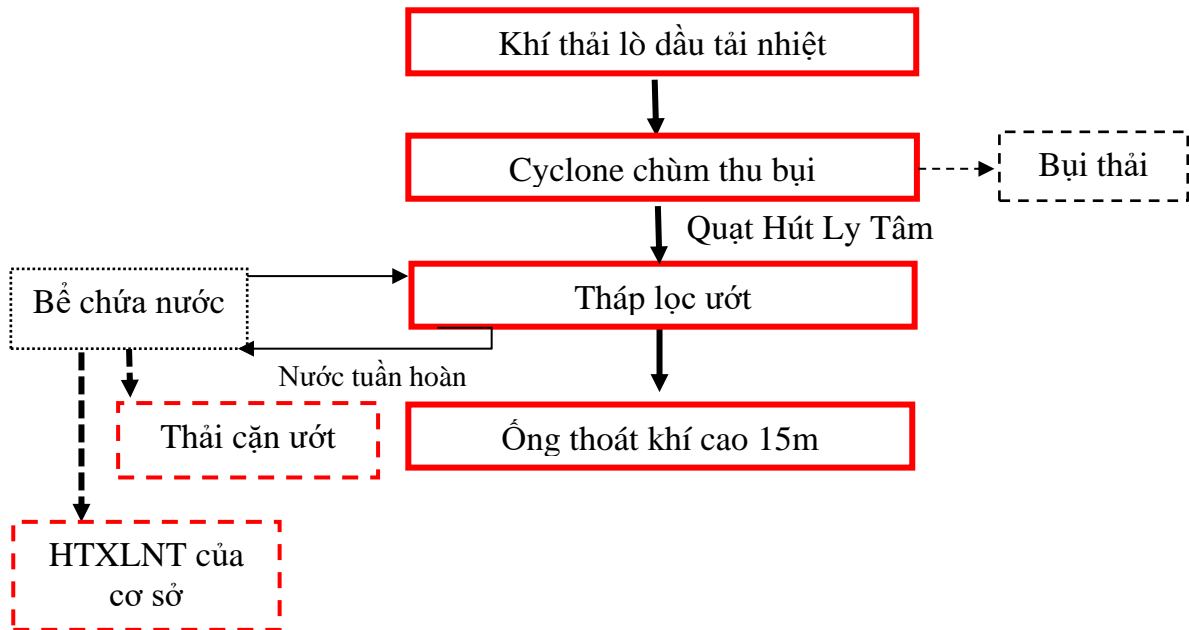 Khí thải lò dầu tải nhiệt
Cyclone chùm thu bụi
Bụi thải
Quạt Hút Ly Tâm
Bể chứa nước
Tháp lọc ướt
Nước tuần hoàn
Thải cặn ướt
Ống thoát khí cao 15m
HTXLNT của
cơ sở